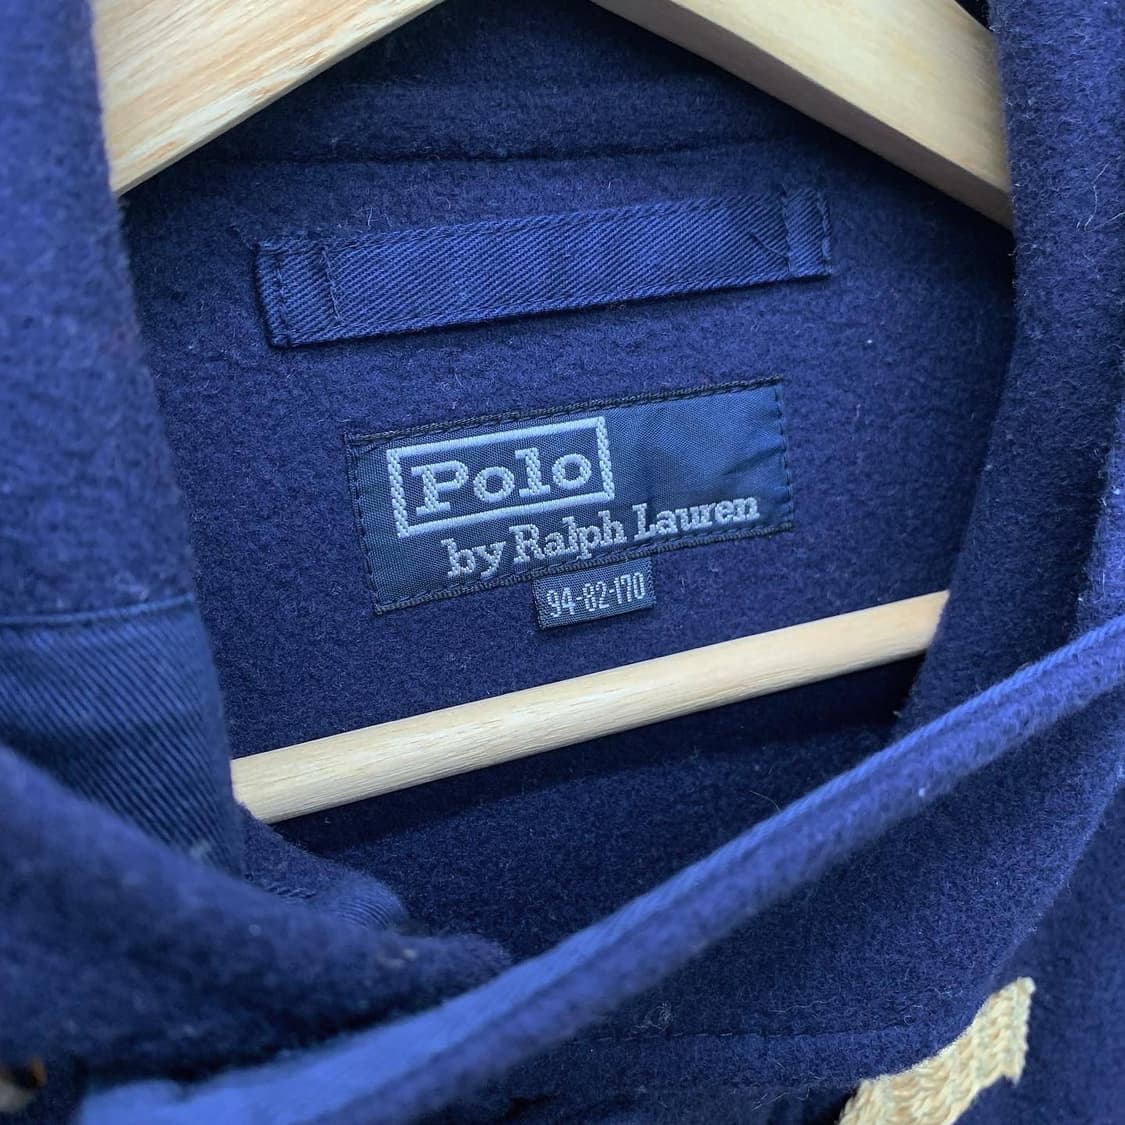 Polo
by Ralph Lauren
94-82-170